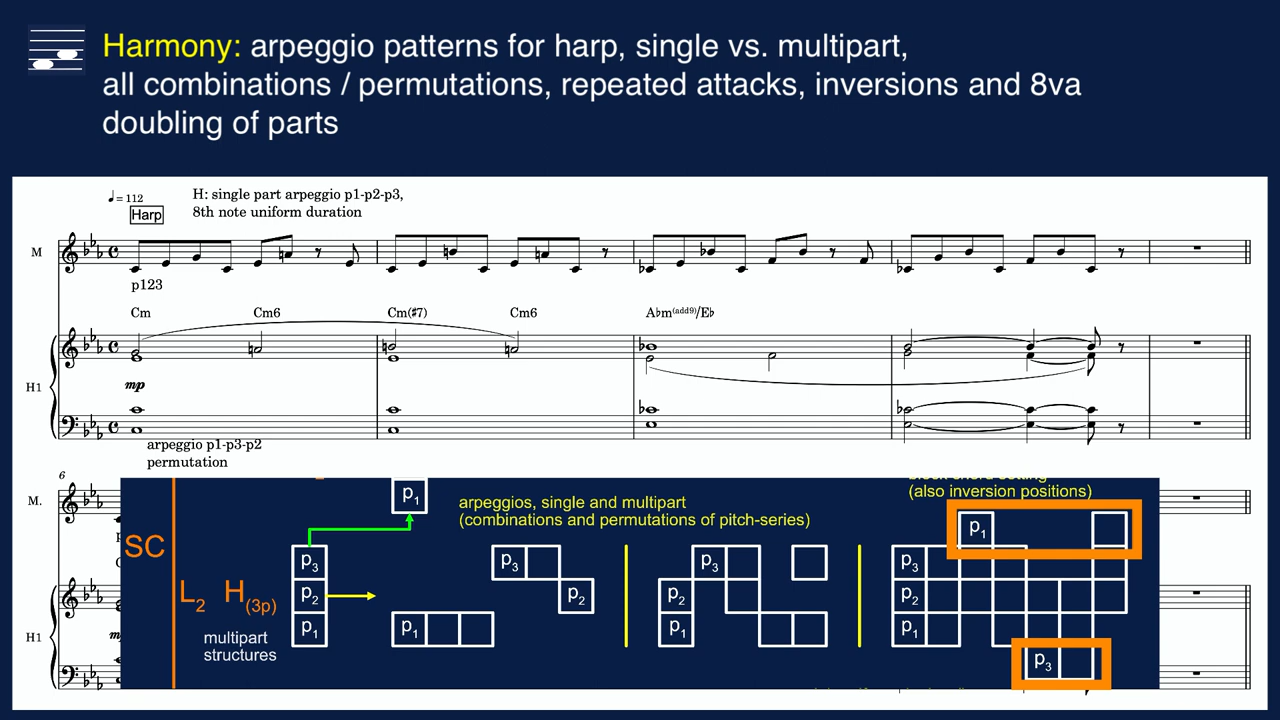 Harmony: arpeggio patterns for harp, single vs. multipart,
all combinations / permutations, repeated attacks, inversions and 8va
doubling of parts
♩ = 112
H: single part arpeggio p1-p2-p3,
8th note uniform duration
Harp
M
p123
Cm Cm6 Cm(♯7) Cm6 A♭m(add9)/E♭
H1
mp
arpeggio p1-p3-p2
permutation
6
M.
H1
SC
L2 H(3p)
multipart
structures
p1
p3
p2
p1
arpeggios, single and multipart
(combinations and permutations of pitch-series)
p3
p2
p1
p3
p2
p1
(also inversion positions)
p1
p3
p2
p1
p3